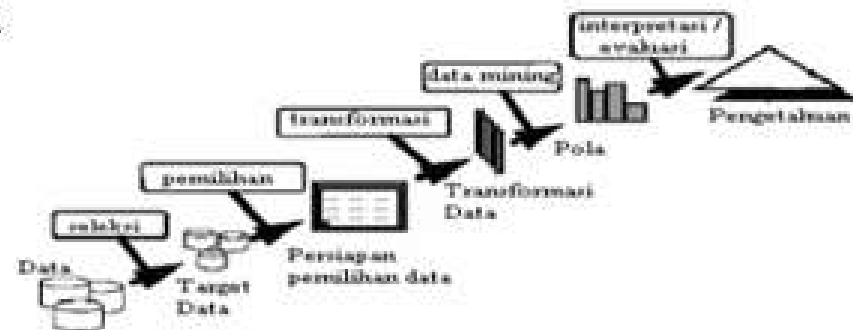 interpretasi /
evaluasi
data mining
Pengetahuan
transformasi
Pola
pemilihan
Transformasi
Data
seleksi
Persiapan
pemilihan data
Data
Target
Data